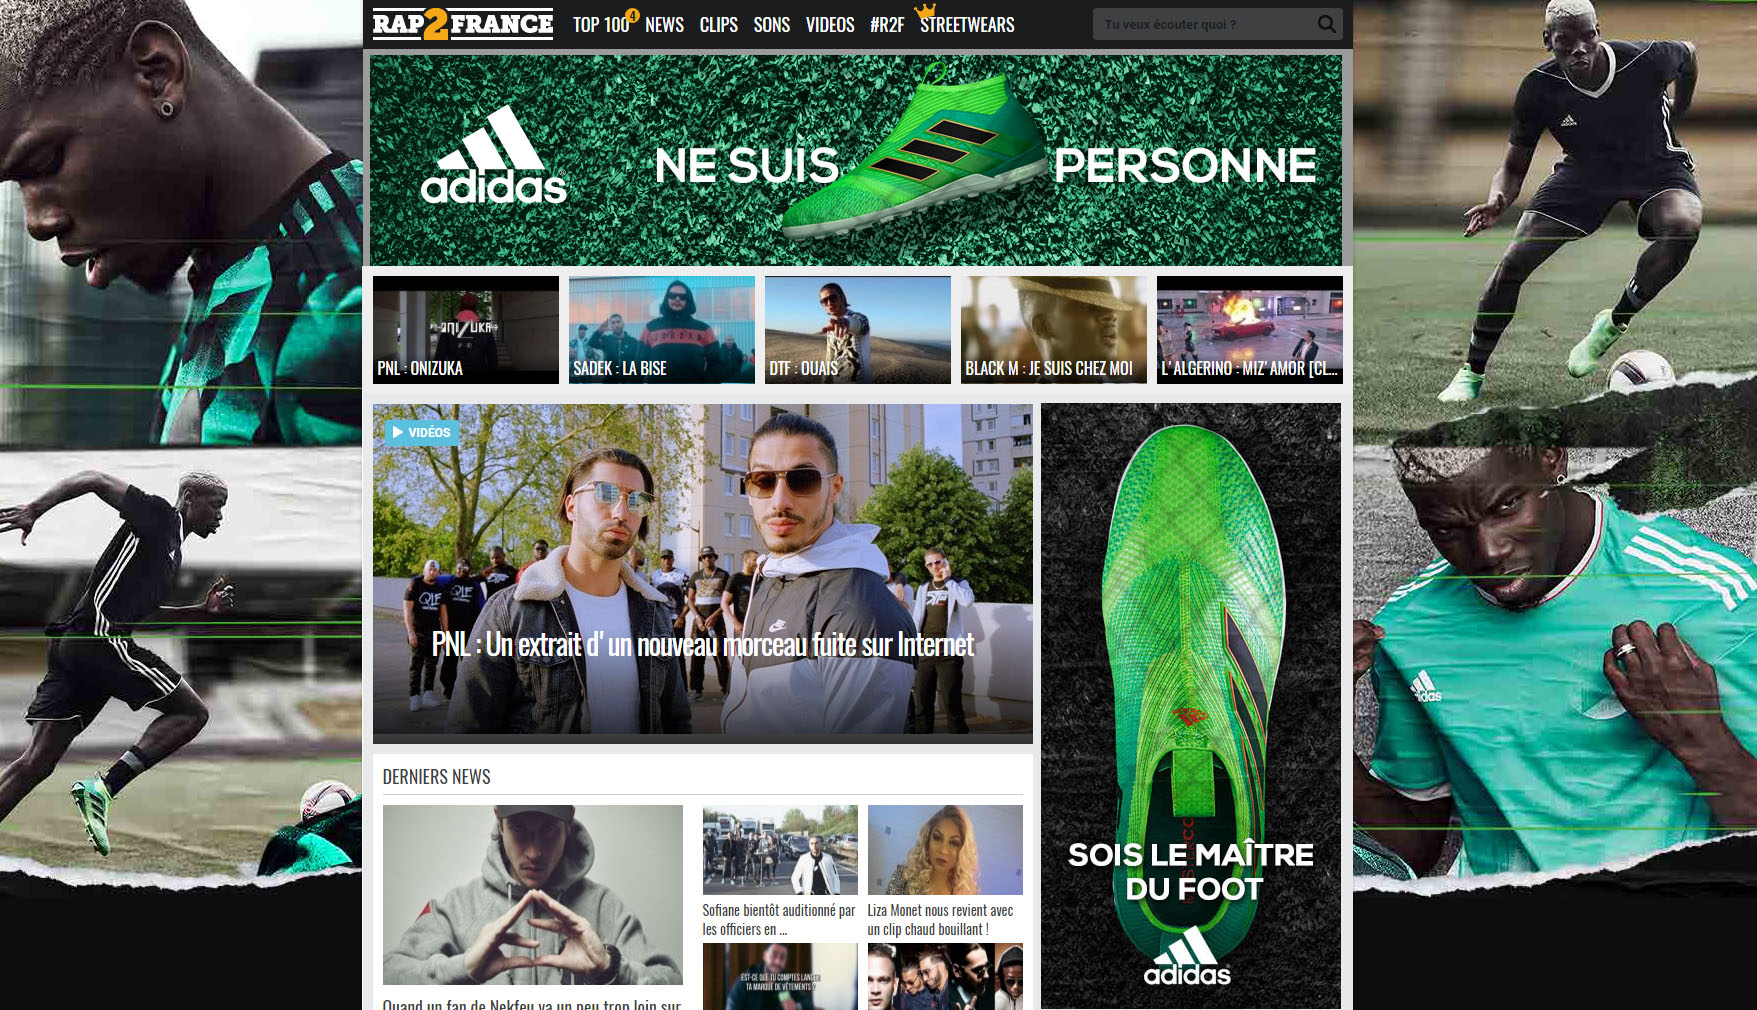 RAP2FRANCE
TOP 100 4 NEWS CLIPS SONS VIDEOS #R2F STREETWEARS
Tu veux écouter quoi ?
adidas
NE SUIS PERSONNE
ONIZUKA
PNL : ONIZUKA
SADEK : LA BISE
DTF : OUAIS
BLACK M : JE SUIS CHEZ MOI
L'ALGERINO : MIZ'AMOR [CL...
VIDÉOS
QLF
QLF
PNL : Un extrait d'un nouveau morceau fuite sur Internet
SOIS LE MAÎTRE
DU FOOT
adidas
adidas
DERNIERS NEWS
Sofiane bientôt auditionné par
les officiers en ...
Liza Monet nous revient avec
un clip chaud bouillant !
EST-CE QUE TU COMPTES LANCER
TA MARQUE DE VÊTEMENTS ?
Quand un fan de Nekfeu va un peu trop loin sur